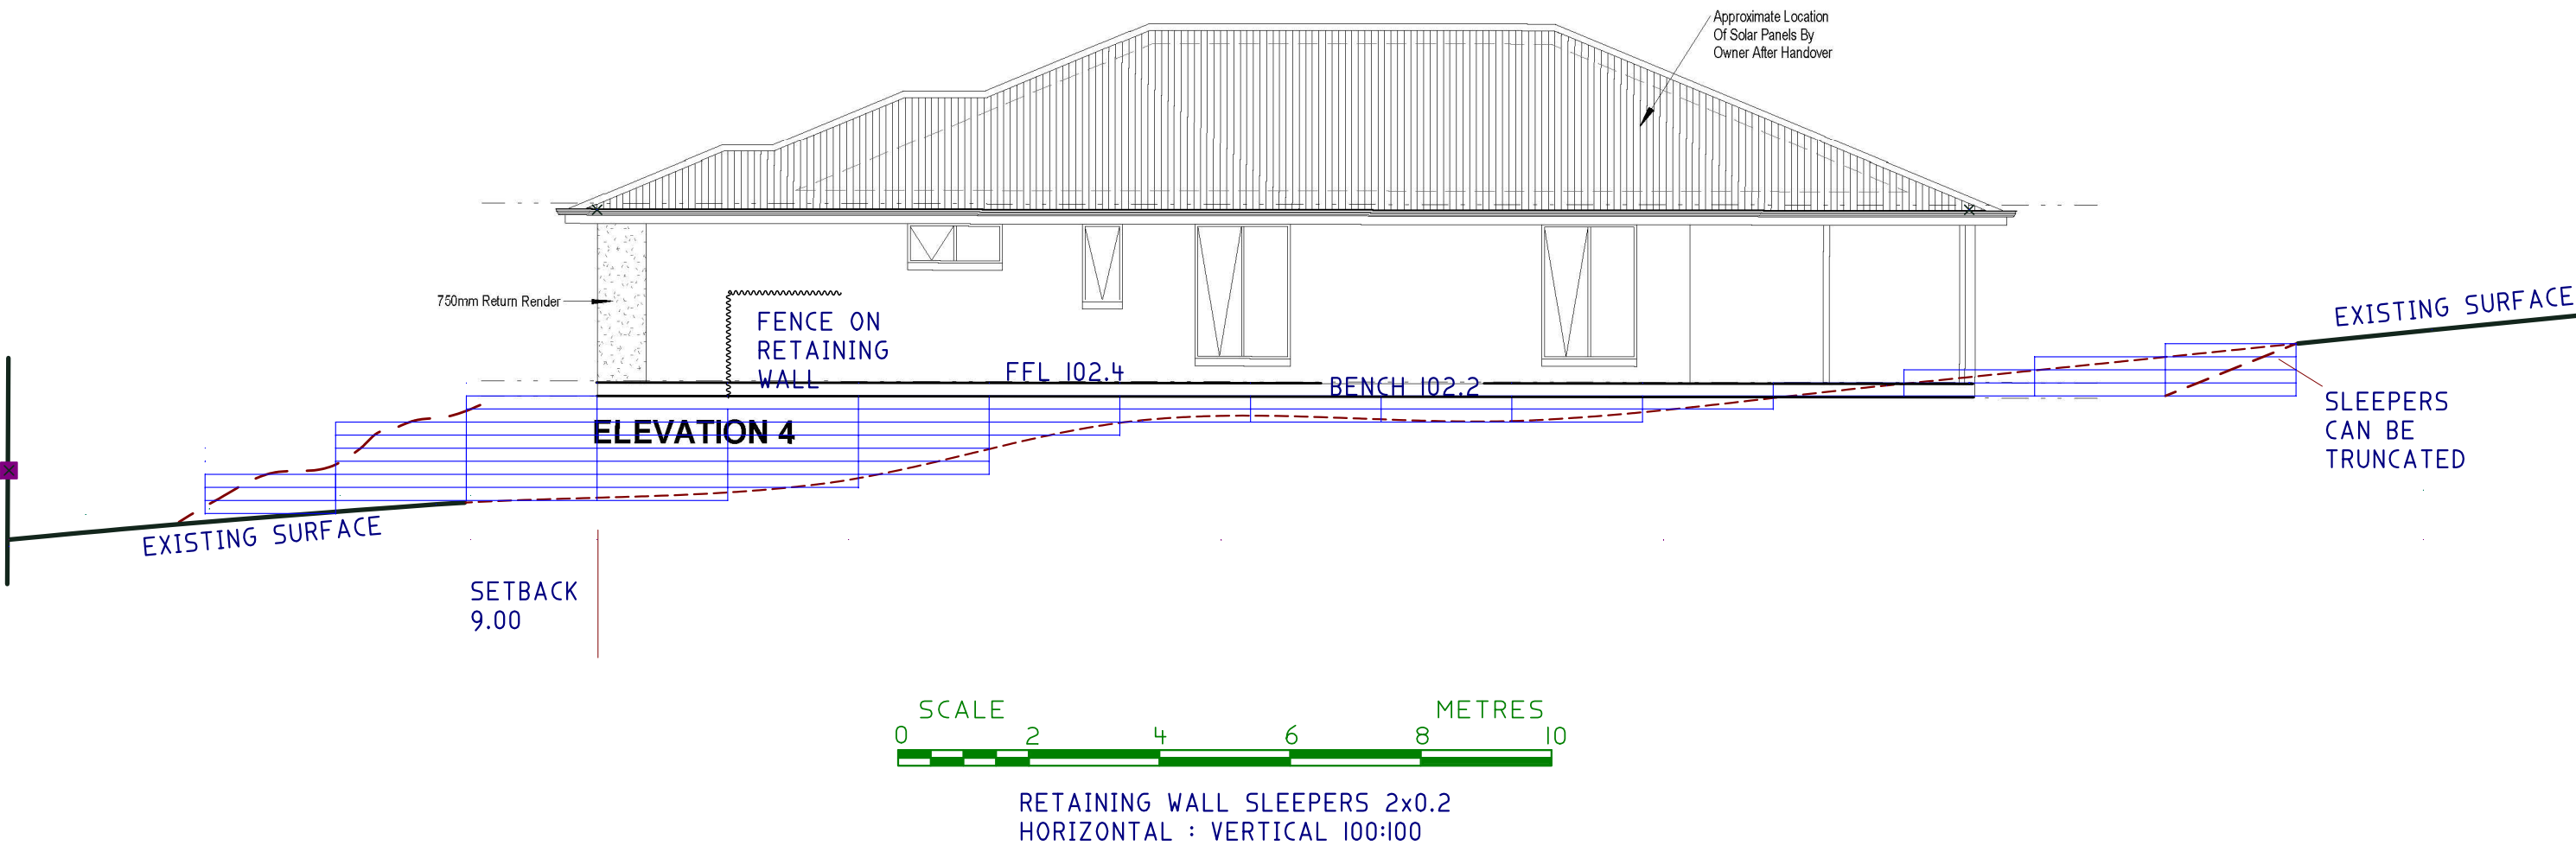 Approximate Location
Of Solar Panels By
Owner After Handover
750mm Return Render
FENCE ON
RETAINING
WALL
FFL 102.4
BENCH 102.2
EXISTING SURFACE
SLEEPERS
CAN BE
TRUNCATED
ELEVATION 4
EXISTING SURFACE
SETBACK
9.00
SCALE METRES
0 2 4 6 8 10
RETAINING WALL SLEEPERS 2x0.2
HORIZONTAL : VERTICAL 100:100